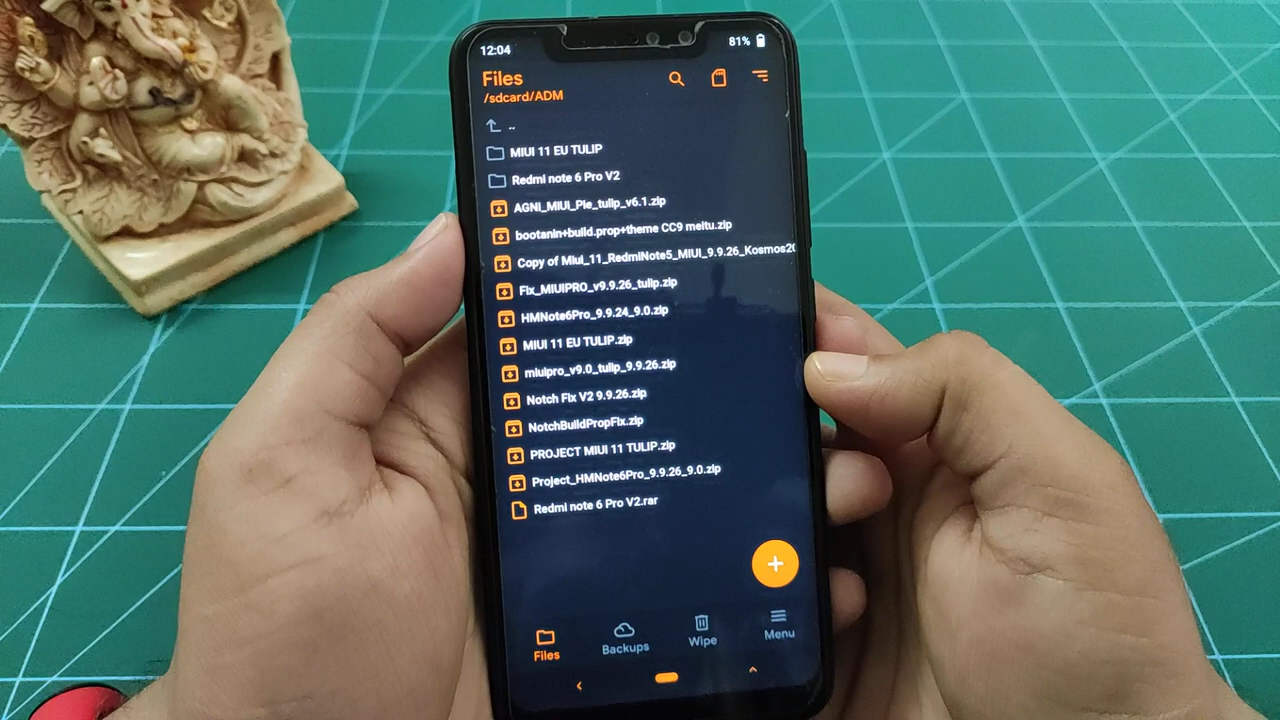 12:04
81%
Files
/sdcard/ADM
..
MIUI 11 EU TULIP
Redmi note 6 Pro V2
AGNi_MIUI_Pie_tulip_v6.1.zip
bootanin+build.prop+theme CC9 meitu.zip
Copy of Miui_11_RedmiNote5_MIUI_9.9.26_Kosmos20
Fix_MIUIPRO_v9.9.26_tulip.zip
HMNote6Pro_9.9.24_9.0.zip
MIUI 11 EU TULIP.zip
miuipro_v9.0_tulip_9.9.26.zip
Notch Fix V2 9.9.26.zip
NotchBuildPropFix.zip
PROJECT MIUI 11 TULIP.zip
Project_HMNote6Pro_9.9.26_9.0.zip
Redmi note 6 Pro V2.rar
Files
Backups
Wipe
Menu